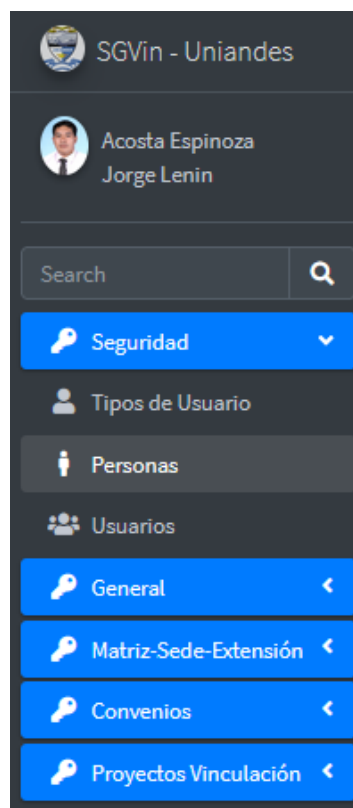 SGVin - Uniandes
Acosta Espinoza
Jorge Lenin
Search
Seguridad
Tipos de Usuario
Personas
Usuarios
General
Matriz-Sede-Extensión
Convenios
Proyectos Vinculación